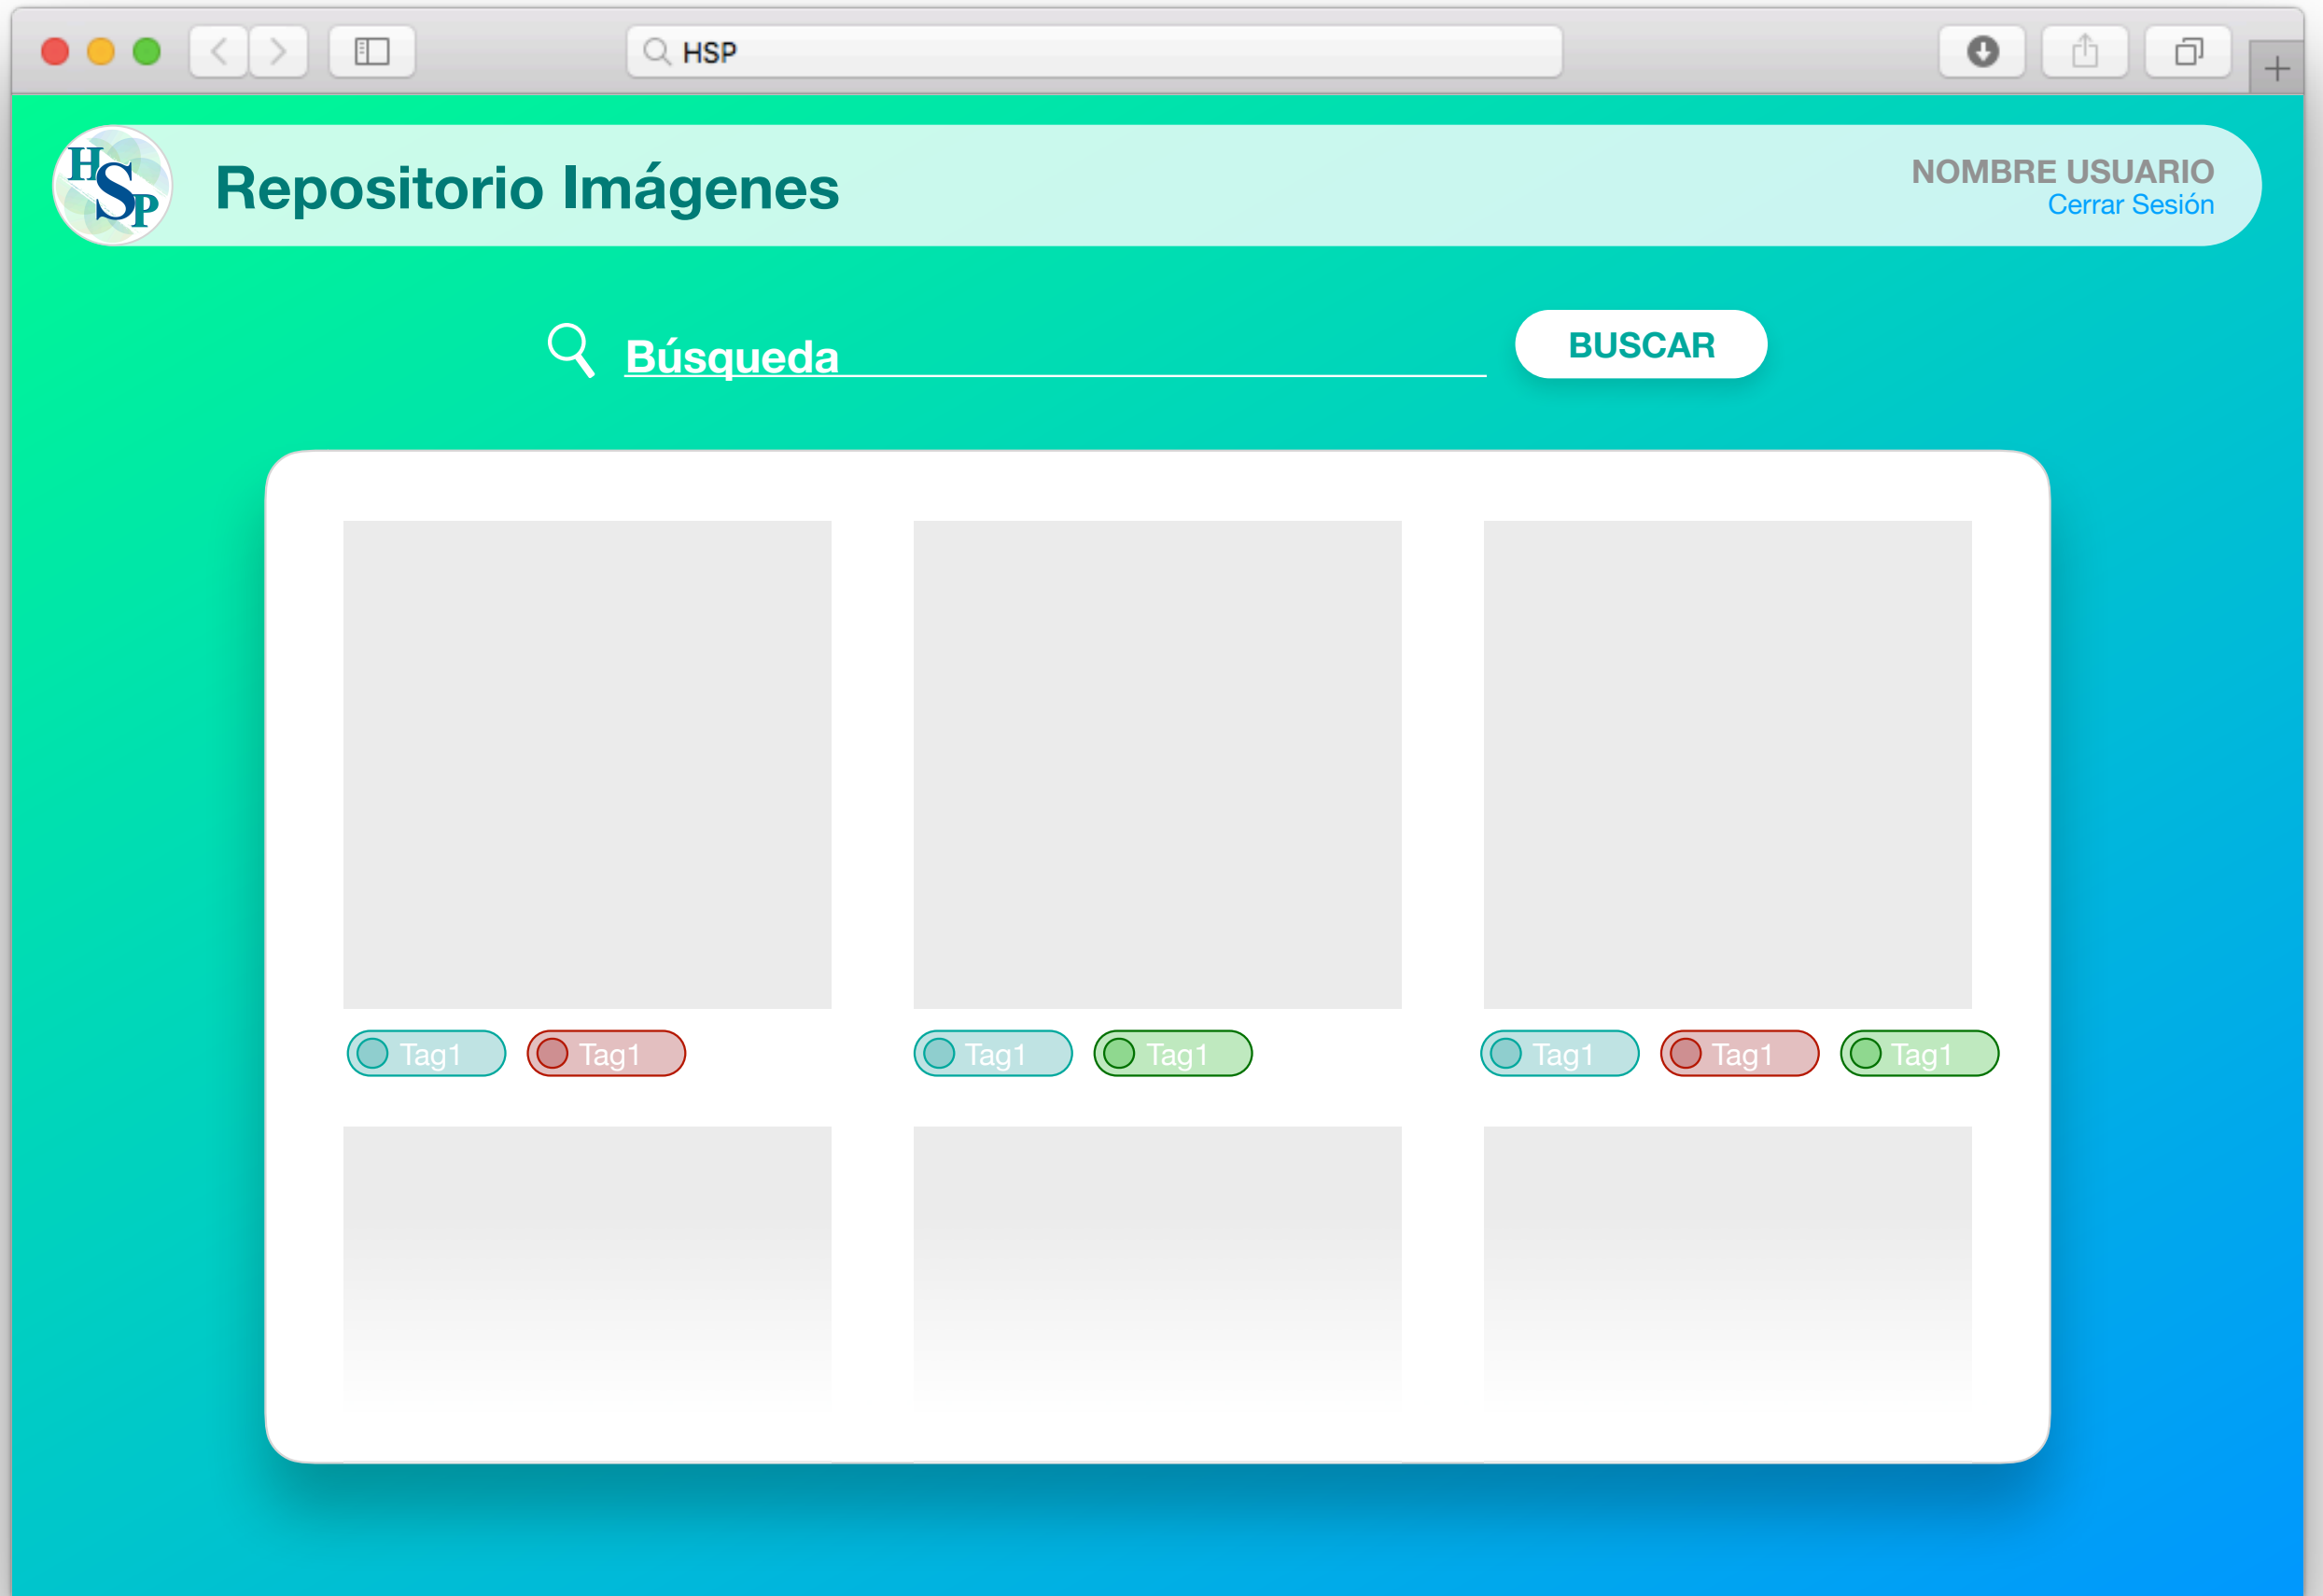 HSP
HSP
Repositorio Imágenes
NOMBRE USUARIO
Cerrar Sesión
Búsqueda
BUSCAR
Tag1 Tag1 Tag1 Tag1 Tag1 Tag1 Tag1